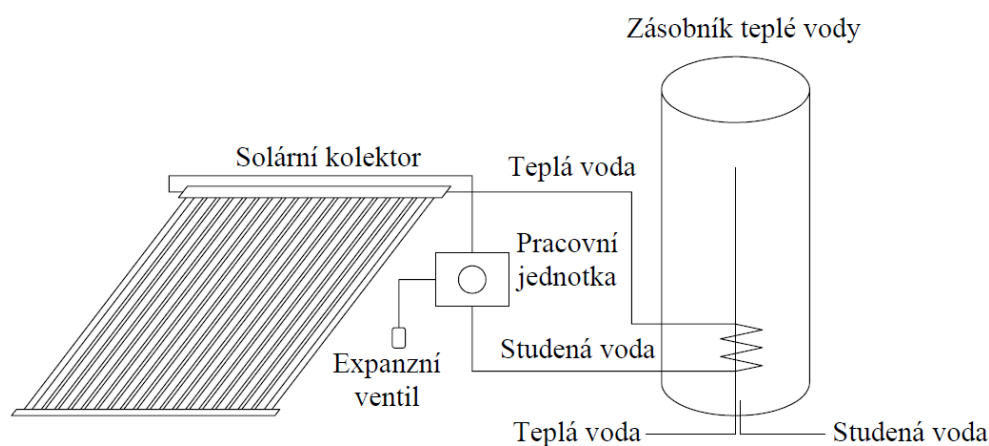 Zásobník teplé vody
Solární kolektor
Teplá voda
Pracovní
jednotka
Expanzní
ventil
Studená voda
Teplá voda
Studená voda